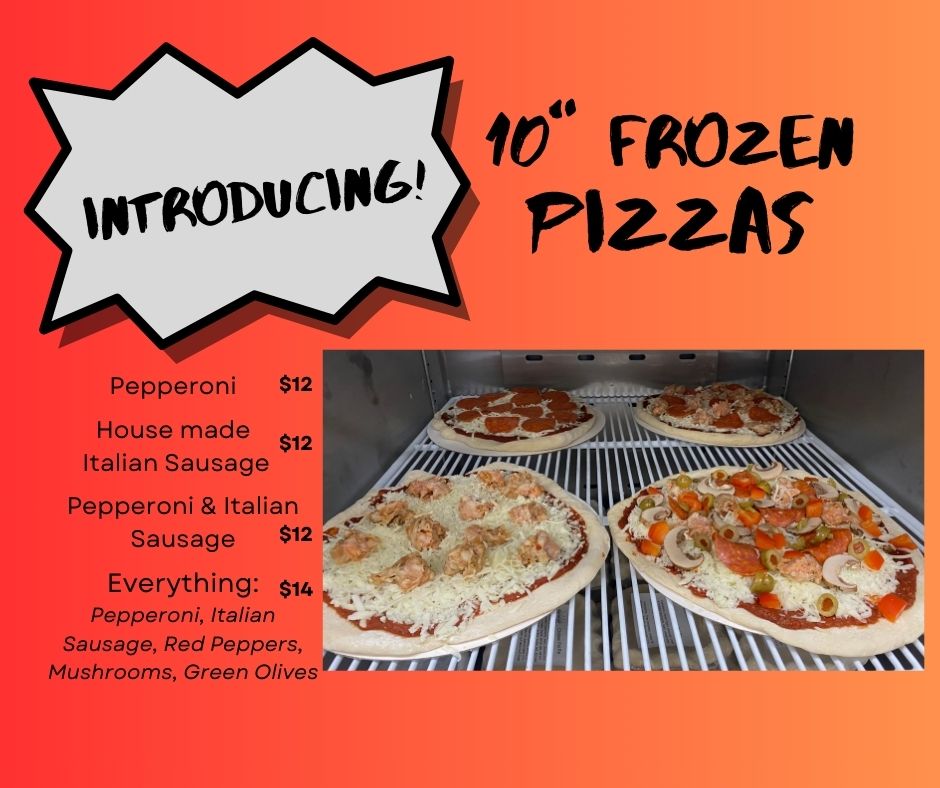 INTRODUCING!
10“ FROZEN
PIZZAS
Pepperoni $12
House made
Italian Sausage $12
Pepperoni & Italian
Sausage $12
Everything: $14
Pepperoni, Italian
Sausage, Red Peppers,
Mushrooms, Green Olives